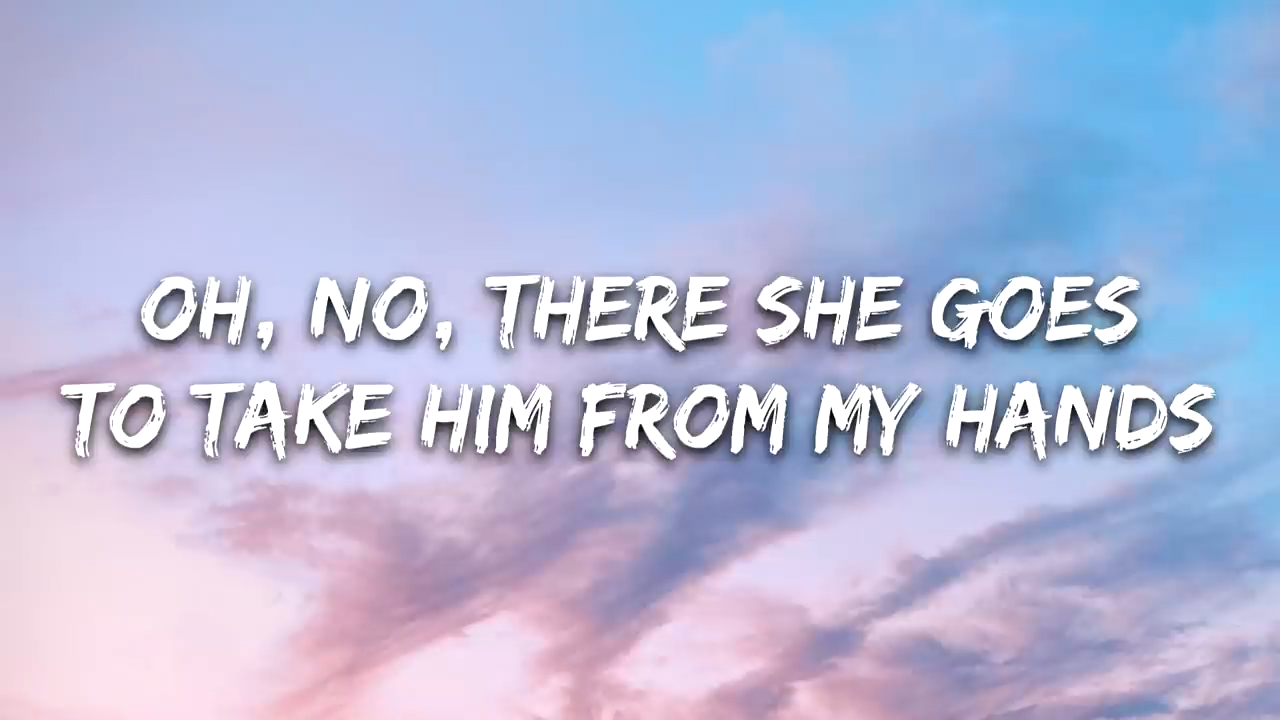 OH, NO, THERE SHE GOES
TO TAKE HIM FROM MY HANDS